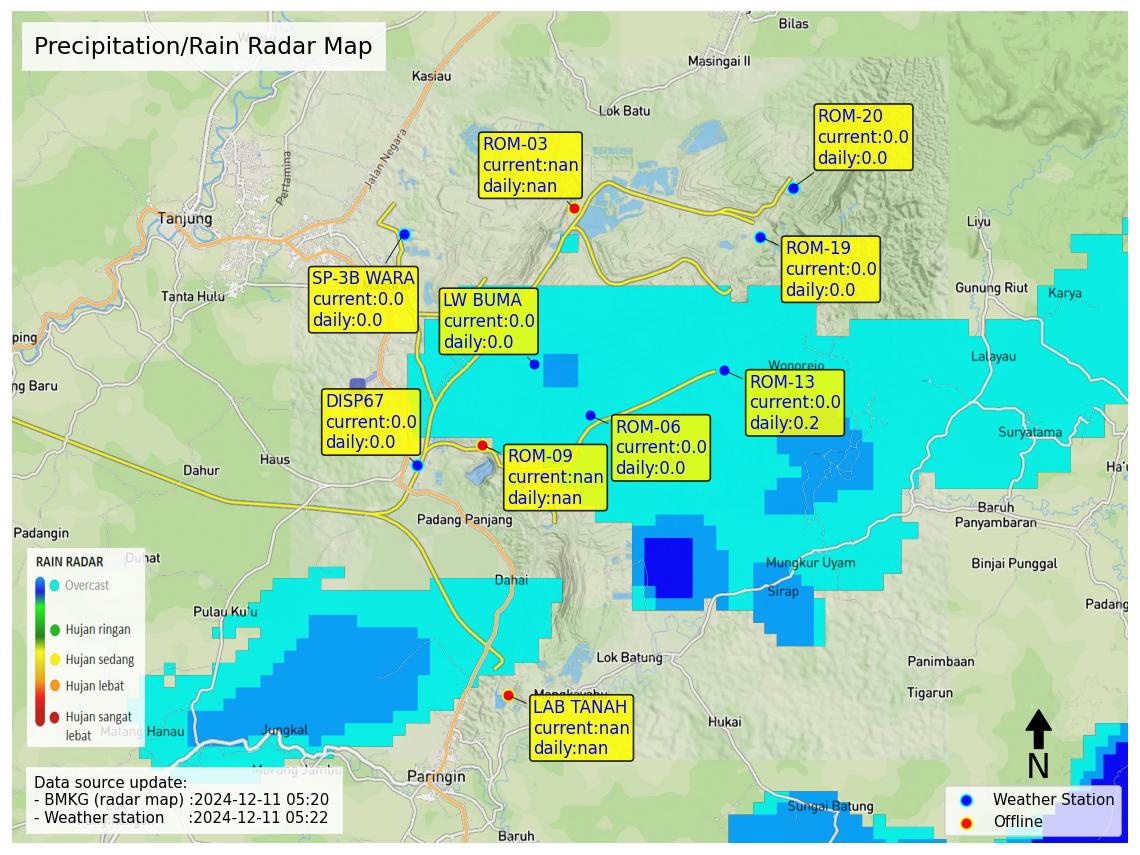 Precipitation/Rain Radar Map
Bilas
Masingai II
Kasiau
Lok Batu
Jalan Negara
Pertamina
ROM-20
current:0.0
daily:0.0
ROM-03
current:nan
daily:nan
Tanjung
Liyu
ROM-19
current:0.0
daily:0.0
SP-3B WARA
current:0.0
daily:0.0
Tanta Hulu
LW BUMA
current:0.0
daily:0.0
Gunung Riut
Karya
ping
Lalayau
Wonorejo
ng Baru
ROM-13
current:0.0
daily:0.2
DISP67
current:0.0
daily:0.0
ROM-06
current:0.0
daily:0.0
Suryatama
ROM-09
current:nan
daily:nan
Haus
Dahur
Ha'u
Baruh
Panyambaran
Padang Panjang
Padangin
Binjai Punggal
Mungkur Uyam
Dahai
Sirap
Padang
RAIN RADAR
Overcast
Hujan ringan
Hujan sedang
Hujan lebat
Hujan sangat
lebat
Pulau Ku'u
Lok Batung
Panimbaan
Tigarun
LAB TANAH
current:nan
daily:nan
Hukai
Jungkal
Paringin
Sungai Batung
Baruh
Data source update:
- BMKG (radar map) :2024-12-11 05:20
- Weather station :2024-12-11 05:22
N
Weather Station
Offline